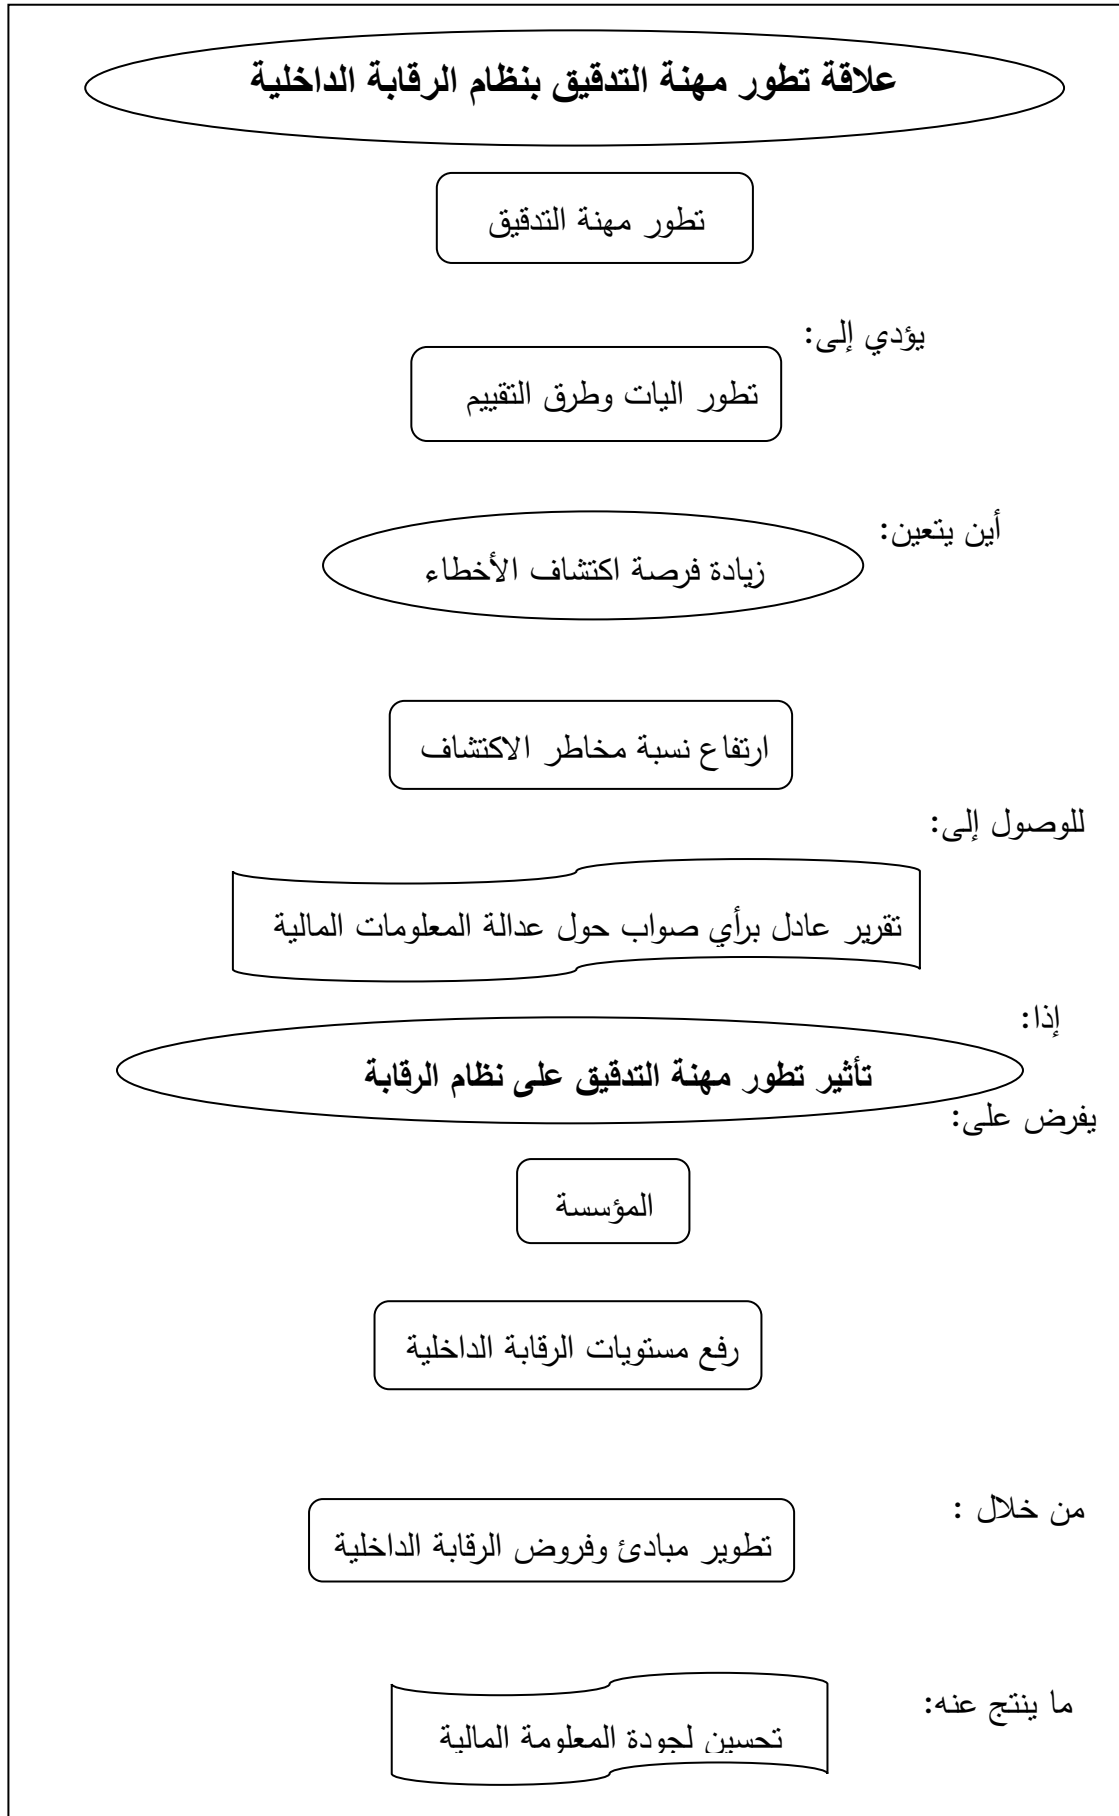 علاقة تطور مهنة التدقيق بنظام الرقابة الداخلية
تطور مهنة التدقيق
يؤدي إلى:
تطور اليات وطرق التقييم
أين يتعين:
زيادة فرصة اكتشاف الأخطاء
ارتفاع نسبة مخاطر الاكتشاف
للوصول إلى:
تقرير عادل برأي صواب حول عدالة المعلومات المالية
إذا:
تأثير تطور مهنة التدقيق على نظام الرقابة
يفرض على:
المؤسسة
رفع مستويات الرقابة الداخلية
من خلال :
تطوير مبادئ وفروض الرقابة الداخلية
ما ينتج عنه:
تحسين لجودة المعلومة المالية